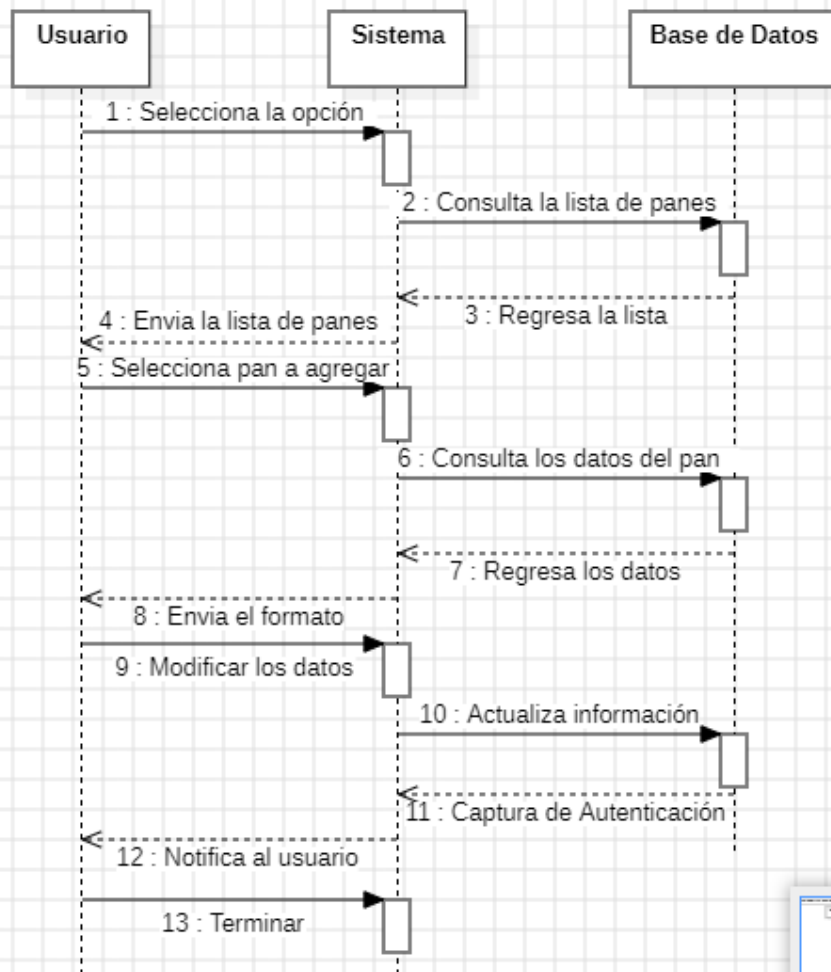 Usuario
Sistema
Base de Datos
1 : Selecciona la opción
2 : Consulta la lista de panes
3 : Regresa la lista
4 : Envia la lista de panes
5 : Selecciona pan a agregar
6 : Consulta los datos del pan
7 : Regresa los datos
8 : Envia el formato
9 : Modificar los datos
10 : Actualiza información
11 : Captura de Autenticación
12 : Notifica al usuario
13 : Terminar